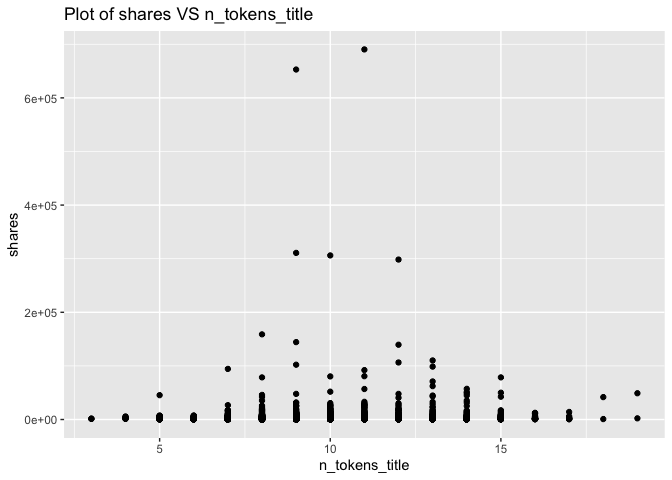 Plot of shares VS n_tokens_title
6e+05
4e+05
2e+05
0e+00
shares
5
10
15
n_tokens_title